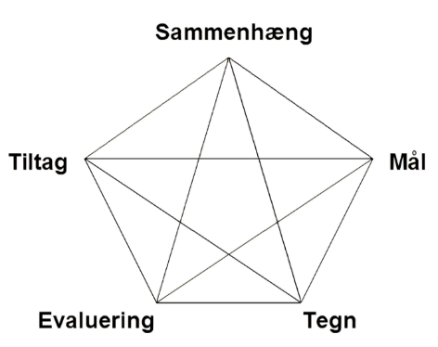 Sammenhæng
Tiltag
Mål
Evaluering
Tegn